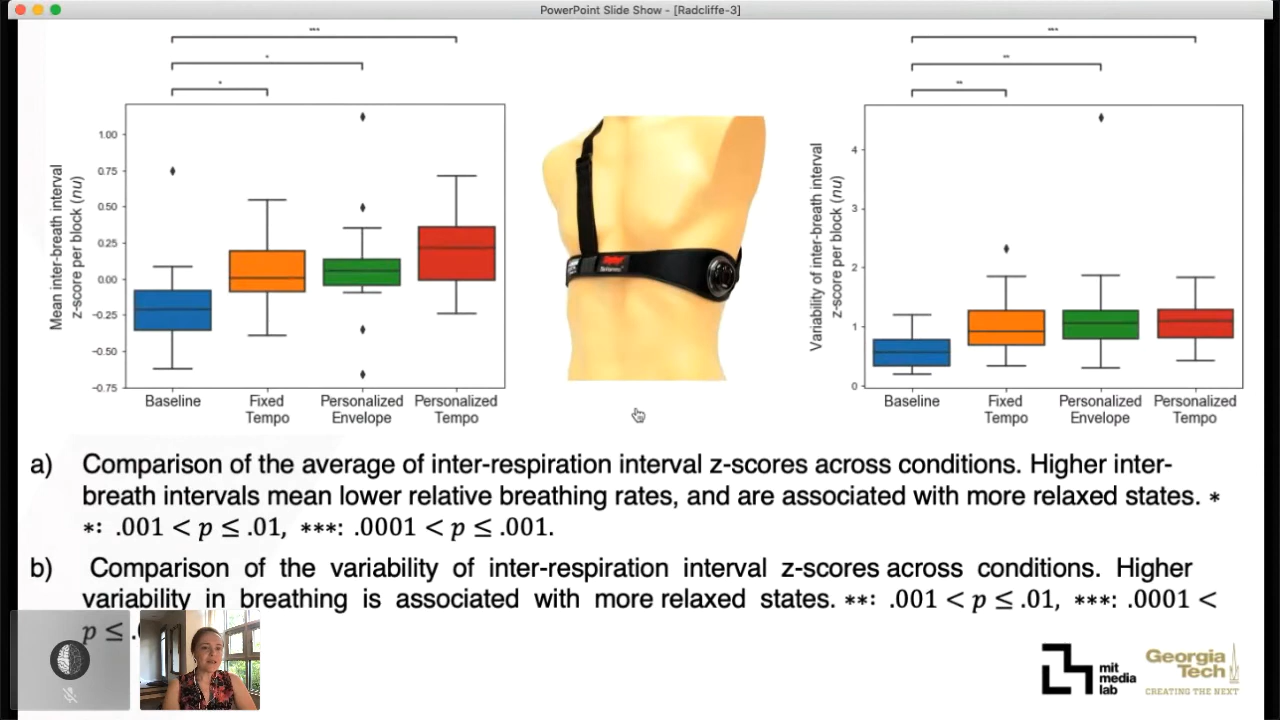 PowerPoint Slide Show - [Radcliffe-3]
***
*
*
Mean inter-breath interval
z-score per block (nu)
1.00
0.75
0.50
0.25
0.00
−0.25
−0.50
−0.75
Baseline
Fixed
Tempo
Personalized
Envelope
Personalized
Tempo
Zephyr
***
**
**
Variability of inter-breath interval
z-score per block (nu)
4
3
2
1
0
Baseline
Fixed
Tempo
Personalized
Envelope
Personalized
Tempo
a) Comparison of the average of inter-respiration interval z-scores across conditions. Higher inter-
breath intervals mean lower relative breathing rates, and are associated with more relaxed states. *
*: .001 < p ≤ .01, ***: .0001 < p ≤ .001.
b) Comparison of the variability of inter-respiration interval z-scores across conditions. Higher
variability in breathing is associated with more relaxed states. **: .001 < p ≤ .01, ***: .0001 <
p ≤ .
mit
media
lab
Georgia
Tech
CREATING THE NEXT